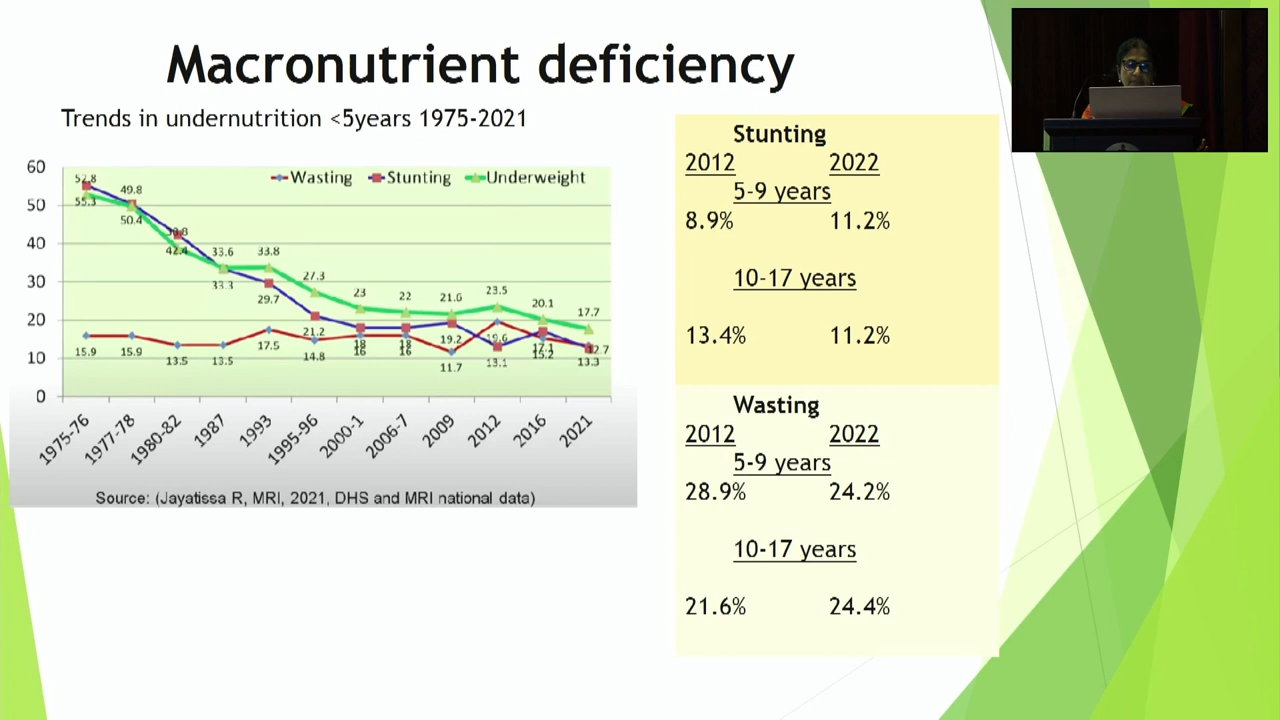 Macronutrient deficiency
Trends in undernutrition <5years 1975-2021
Wasting Stunting Underweight
60
50
40
30
20
10
0
52.8 49.8 33.6 33.8 27.3 23 22 21.6 23.5 20.1 17.7
55.3 50.4 42.4 33.3 29.7 21.2 18 18 19.2 13.1 17.1 12.7
15.9 15.9 13.5 13.5 17.5 14.8 16 16 11.7 19.6 15.2 13.3
1975-76 1977-78 1980-82 1987 1993 1995-96 2000-1 2006-7 2009 2012 2016 2021
Source: (Jayatissa R, MRI, 2021, DHS and MRI national data)
Stunting
2012 2022
5-9 years
8.9% 11.2%
10-17 years
13.4% 11.2%
Wasting
2012 2022
5-9 years
28.9% 24.2%
10-17 years
21.6% 24.4%